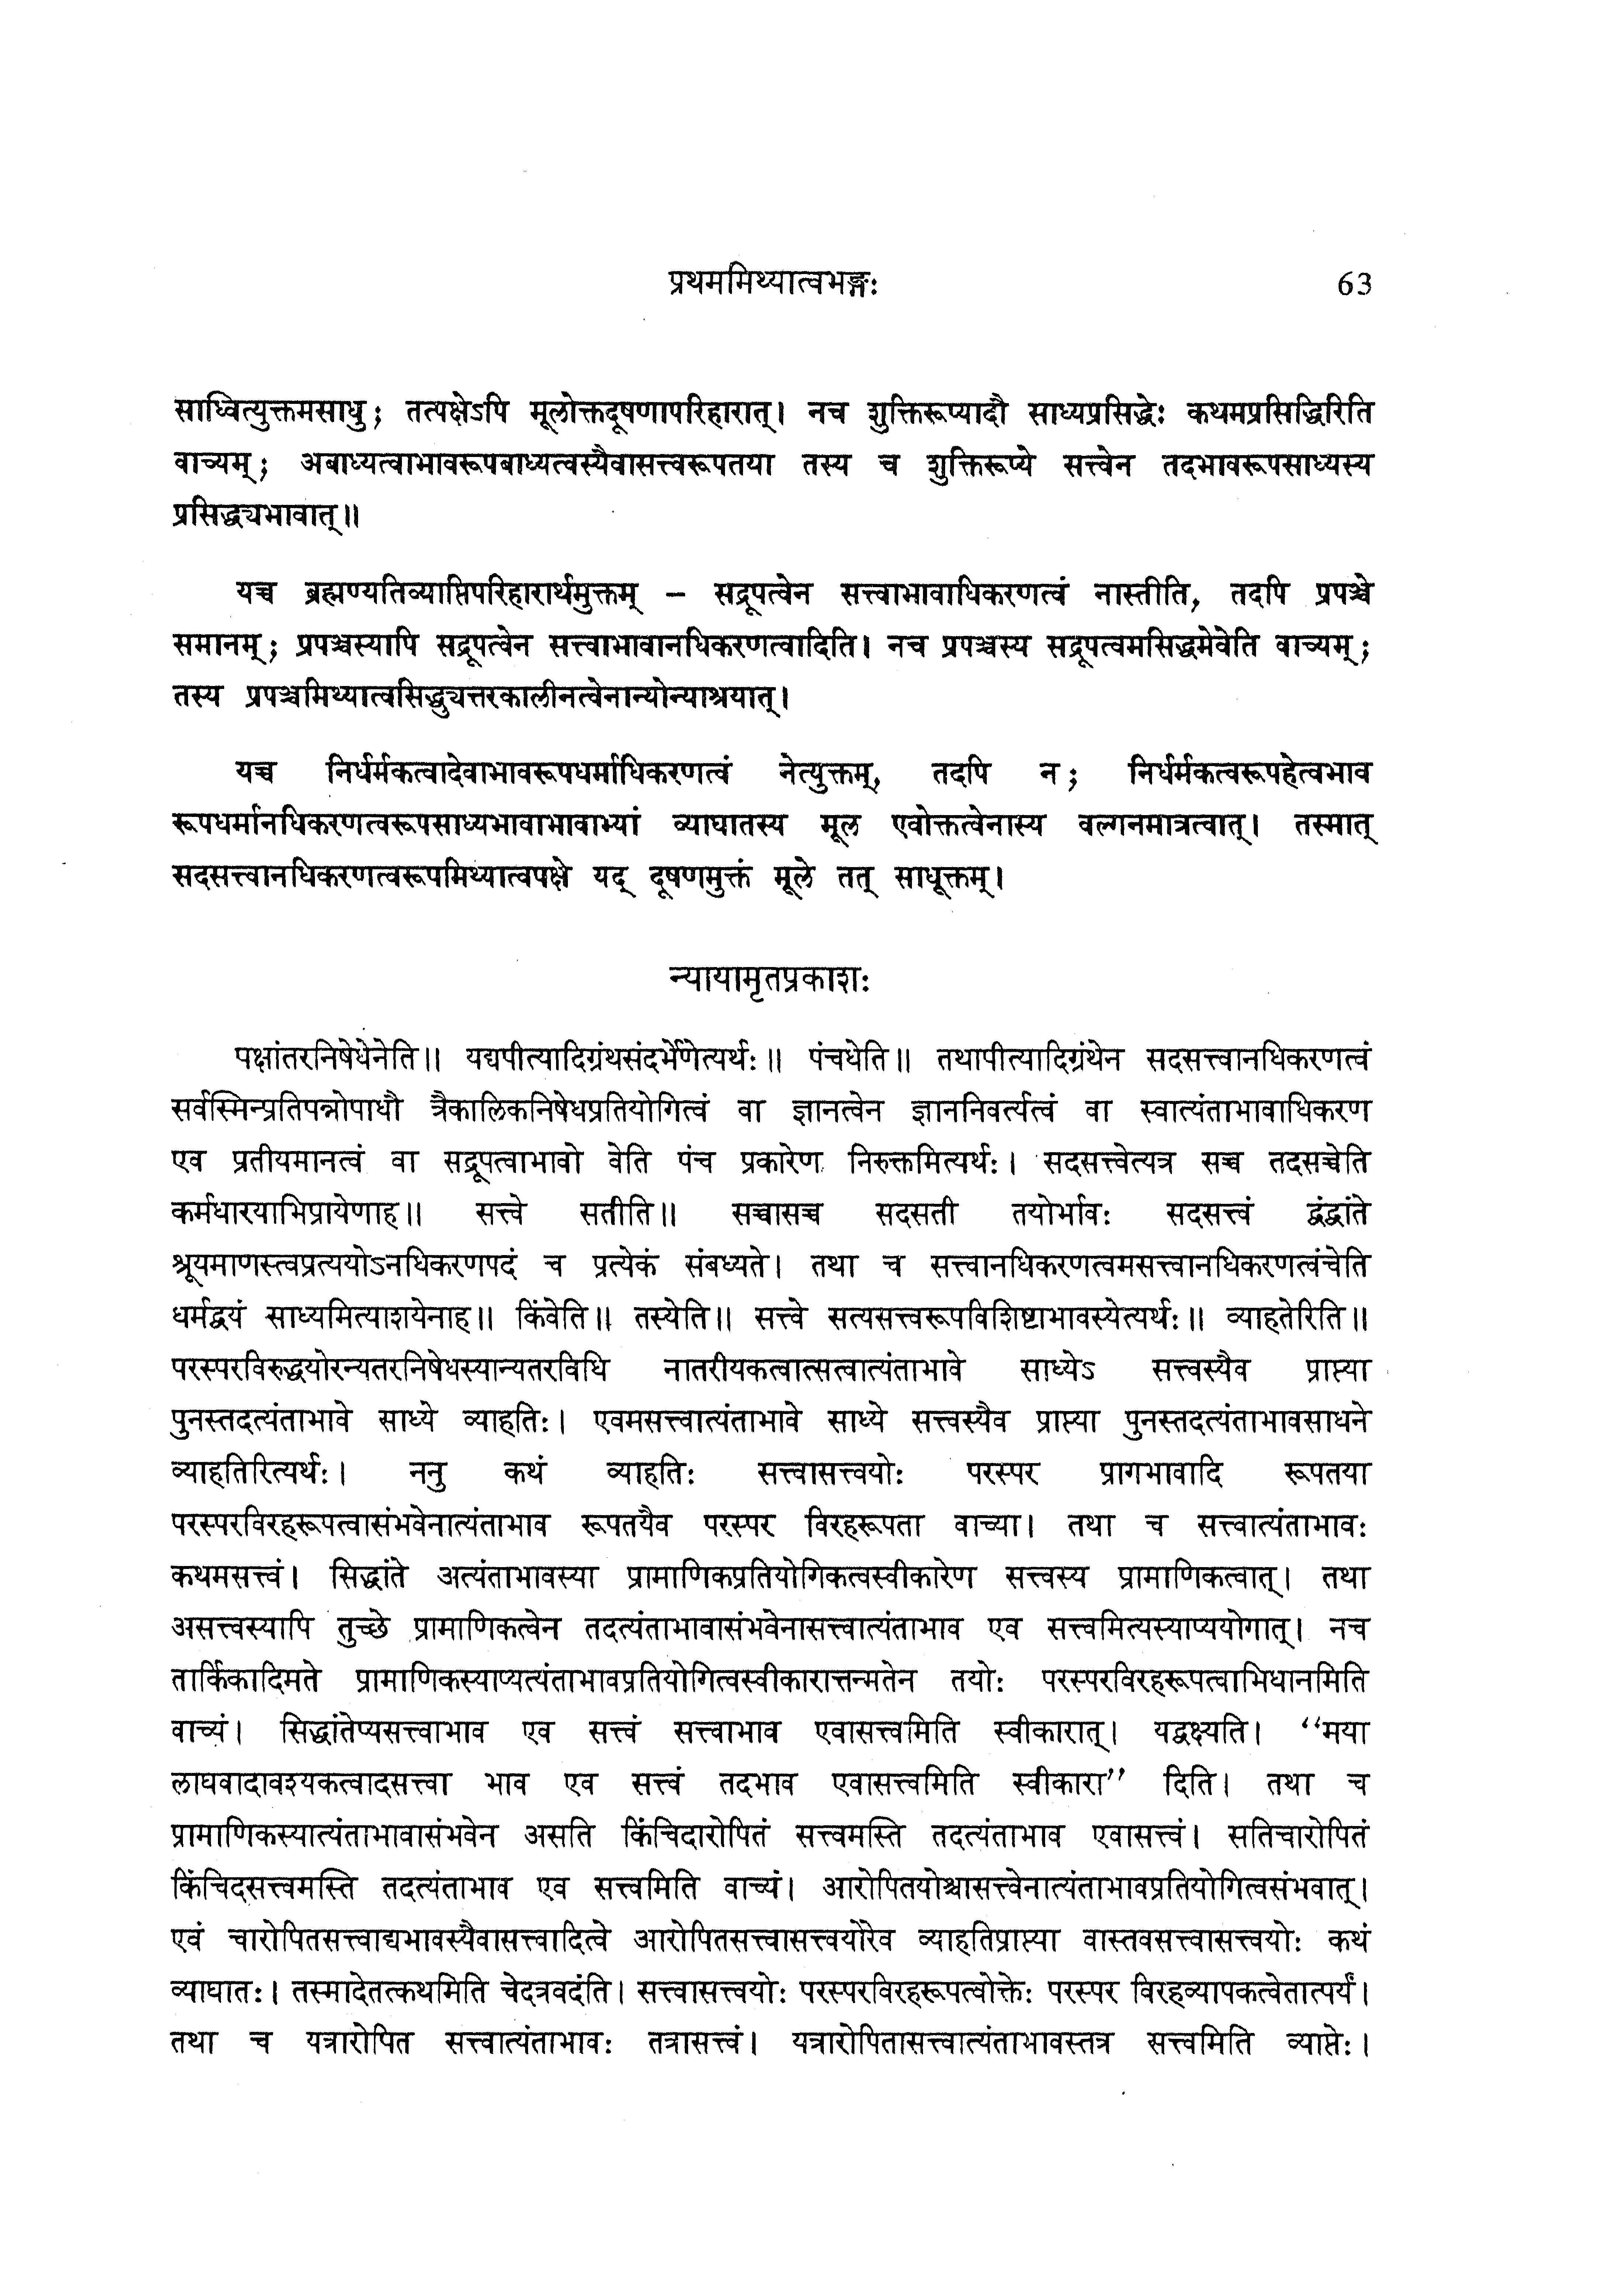 प्रथममिथ्यात्वभङ्गः 63
साध्वित्युक्तमसाधु; तत्पक्षेऽपि मूलोक्तदूषणापरिहारात्। नच शुक्तिरूप्यादौ साध्यप्रसिद्धेः कथमप्रसिद्धिरिति
वाच्यम्; अबाध्यत्वाभावरूपबाध्यत्वस्यैवासत्त्वरूपतया तस्य च शुक्तिरूप्ये सत्त्वेन तदभावरूपसाध्यस्य
प्रसिद्ध्यभावात्॥
यच्च ब्रह्मण्यतिव्याप्तिपरिहारार्थमुक्तम् – सद्रूपत्वेन सत्त्वाभावाधिकरणत्वं नास्तीति, तदपि प्रपञ्चे
समानम्; प्रपञ्चस्यापि सद्रूपत्वेन सत्त्वाभावानधिकरणत्वादिति। नच प्रपञ्चस्य सद्रूपत्वमसिद्धमेवेति वाच्यम्;
तस्य प्रपञ्चमिथ्यात्वसिद्ध्युत्तरकालीनत्वेनान्योन्याश्रयात्।
यच्च निर्धर्मकत्वादेवाभावरूपधर्माधिकरणत्वं नेत्युक्तम्, तदपि न; निर्धर्मकत्वरूपहेत्वभाव
रूपधर्मानधिकरणत्वरूपसाध्यभावाभावाभ्यां व्याघातस्य मूल एवोक्तत्वेनास्य वल्गनमात्रत्वात्। तस्मात्
सदसत्त्वानधिकरणत्वरूपमिथ्यात्वपक्षे यद् दूषणमुक्तं मूले तत् साधूक्तम्।
न्यायामृतप्रकाशः
पक्षांतरनिषेधेनेति॥ यद्यपीत्यादिग्रंथसंदर्भेणेत्यर्थः॥ पंचधेति॥ तथापीत्यादिग्रंथेन सदसत्त्वानधिकरणत्वं
सर्वस्मिन्प्रतिपन्नोपाधौ त्रैकालिकनिषेधप्रतियोगित्वं वा ज्ञानत्वेन ज्ञाननिवर्त्यत्वं वा स्वात्यंताभावाधिकरण
एव प्रतीयमानत्वं वा सद्रूपत्वाभावो वेति पंच प्रकारेण निरुक्तमित्यर्थः। सदसत्त्वेत्यत्र सच्च तदसच्चेति
कर्मधारयाभिप्रायेणाह॥ सत्त्वे सतीति॥ सच्चासच्च सदसती तयोर्भावः सदसत्त्वं द्वंद्वांते
श्रूयमाणस्त्वप्रत्ययोऽनधिकरणपदं च प्रत्येकं संबध्यते। तथा च सत्त्वानधिकरणत्वमसत्त्वानधिकरणत्वंचेति
धर्मद्वयं साध्यमित्याशयेनाह॥ किंवेति॥ तस्येति॥ सत्त्वे सत्यसत्त्वरूपविशिष्टाभावस्येत्यर्थः॥ व्याहतेरिति॥
परस्परविरुद्धयोरन्यतरनिषेधस्यान्यतरविधि नातरीयकत्वात्सत्वात्यंताभावे साध्येऽ सत्त्वस्यैव प्राप्त्या
पुनस्तदत्यंताभावे साध्ये व्याहतिः। एवमसत्त्वात्यंताभावे साध्ये सत्त्वस्यैव प्राप्त्या पुनस्तदत्यंताभावसाधने
व्याहतिरित्यर्थः। ननु कथं व्याहतिः सत्त्वासत्त्वयोः परस्पर प्रागभावादि रूपतया
परस्परविरहरूपत्वासंभवेनात्यंताभाव रूपतयैव परस्पर विरहरूपता वाच्या। तथा च सत्त्वात्यंताभावः
कथमसत्त्वं। सिद्धांते अत्यंताभावस्या प्रामाणिकप्रतियोगिकत्वस्वीकारेण सत्त्वस्य प्रामाणिकत्वात्। तथा
असत्त्वस्यापि तुच्छे प्रामाणिकत्वेन तदत्यंताभावासंभवेनासत्त्वात्यंताभाव एव सत्त्वमित्यस्याप्ययोगात्। नच
तार्किकादिमते प्रामाणिकस्याप्यत्यंताभावप्रतियोगित्वस्वीकारात्तन्मतेन तयोः परस्परविरहरूपत्वाभिधानमिति
वाच्यं। सिद्धांतेप्यसत्त्वाभाव एव सत्त्वं सत्त्वाभाव एवासत्त्वमिति स्वीकारात्। यद्वक्ष्यति। ‘‘मया
लाघवादावश्यकत्वादसत्त्वा भाव एव सत्त्वं तदभाव एवासत्त्वमिति स्वीकारा’’ दिति। तथा च
प्रामाणिकस्यात्यंताभावासंभवेन असति किंचिदारोपितं सत्त्वमस्ति तदत्यंताभाव एवासत्त्वं। सतिचारोपितं
किंचिदसत्त्वमस्ति तदत्यंताभाव एव सत्त्वमिति वाच्यं। आरोपितयोश्चासत्त्वेनात्यंताभावप्रतियोगित्वसंभवात्।
एवं चारोपितसत्त्वाद्यभावस्यैवासत्त्वादित्वे आरोपितसत्त्वासत्त्वयोरेव व्याहतिप्राप्त्या वास्तवसत्त्वासत्त्वयोः कथं
व्याघातः। तस्मादेतत्कथमिति चेदत्रवदंति। सत्त्वासत्त्वयोः परस्परविरहरूपत्वोक्तेः परस्पर विरहव्यापकत्वेतात्पर्यं।
तथा च यत्रारोपित सत्त्वात्यंताभावः तत्रासत्त्वं। यत्रारोपितासत्त्वात्यंताभावस्तत्र सत्त्वमिति व्याप्तेः।